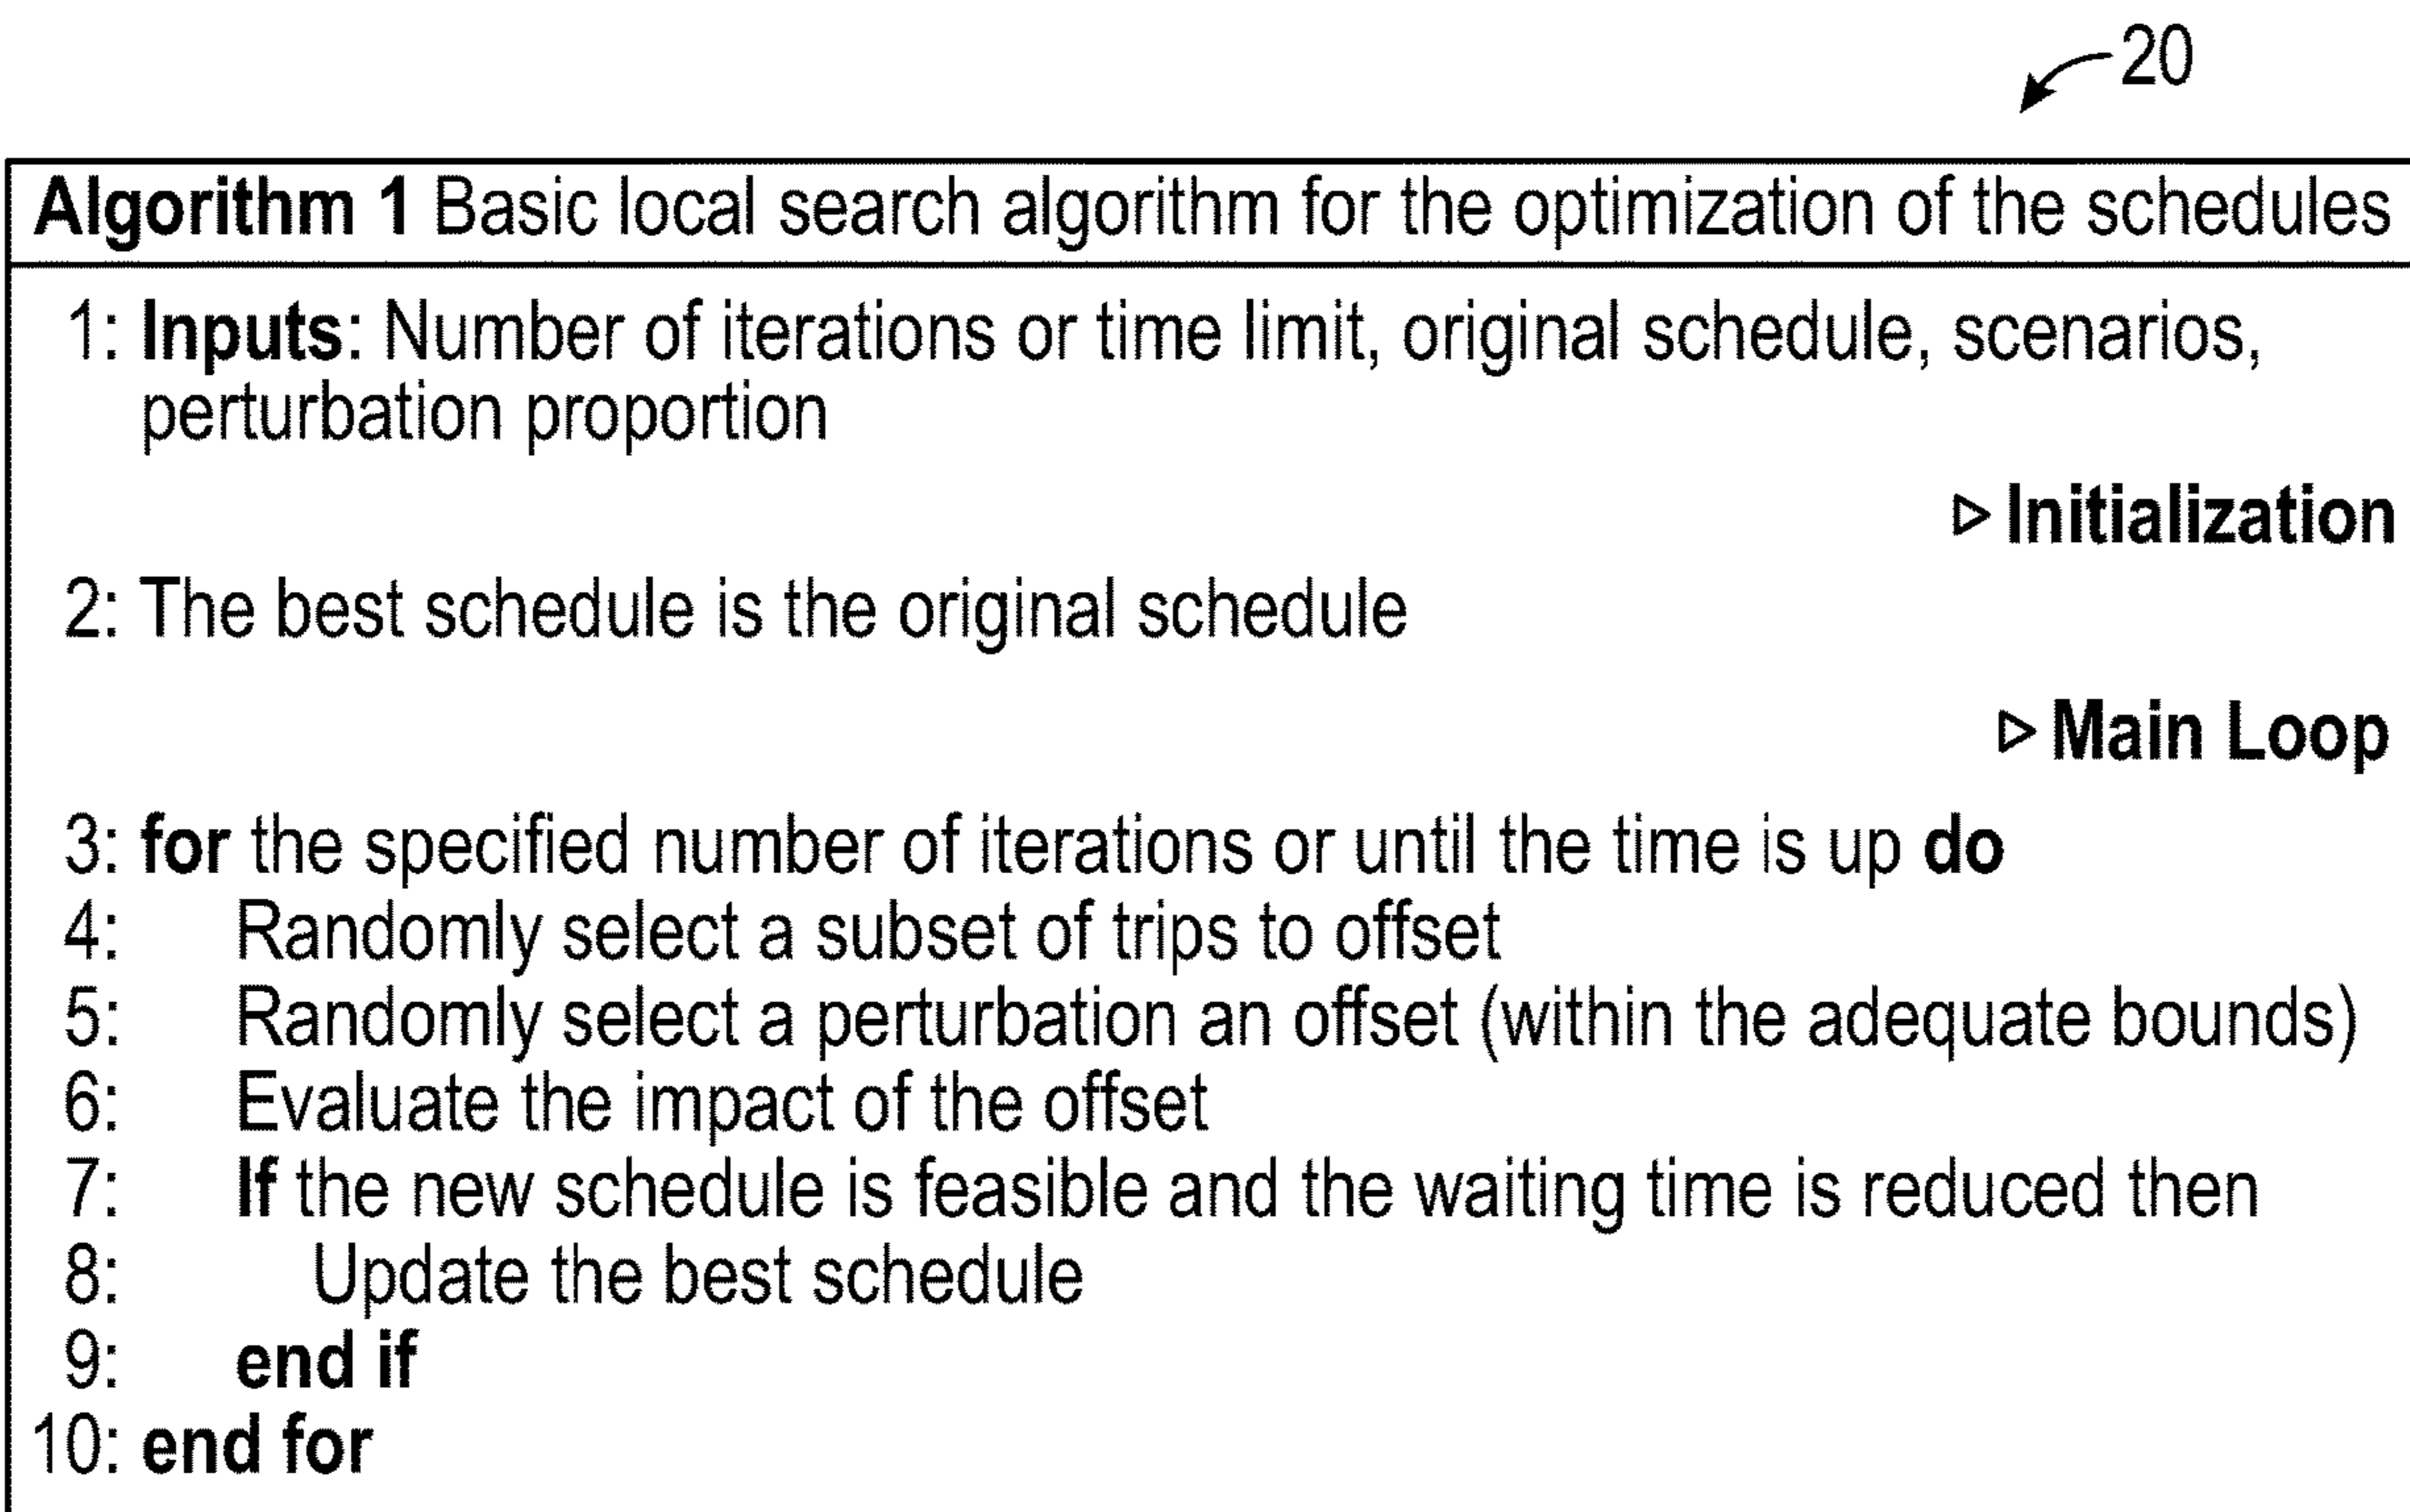 20
Algorithm 1 Basic local search algorithm for the optimization of the schedules
1: Inputs: Number of iterations or time limit, original schedule, scenarios,
perturbation proportion
▷ Initialization
2: The best schedule is the original schedule
▷ Main Loop
3: for the specified number of iterations or until the time is up do
4: Randomly select a subset of trips to offset
5: Randomly select a perturbation an offset (within the adequate bounds)
6: Evaluate the impact of the offset
7: If the new schedule is feasible and the waiting time is reduced then
8: Update the best schedule
9: end if
10: end for